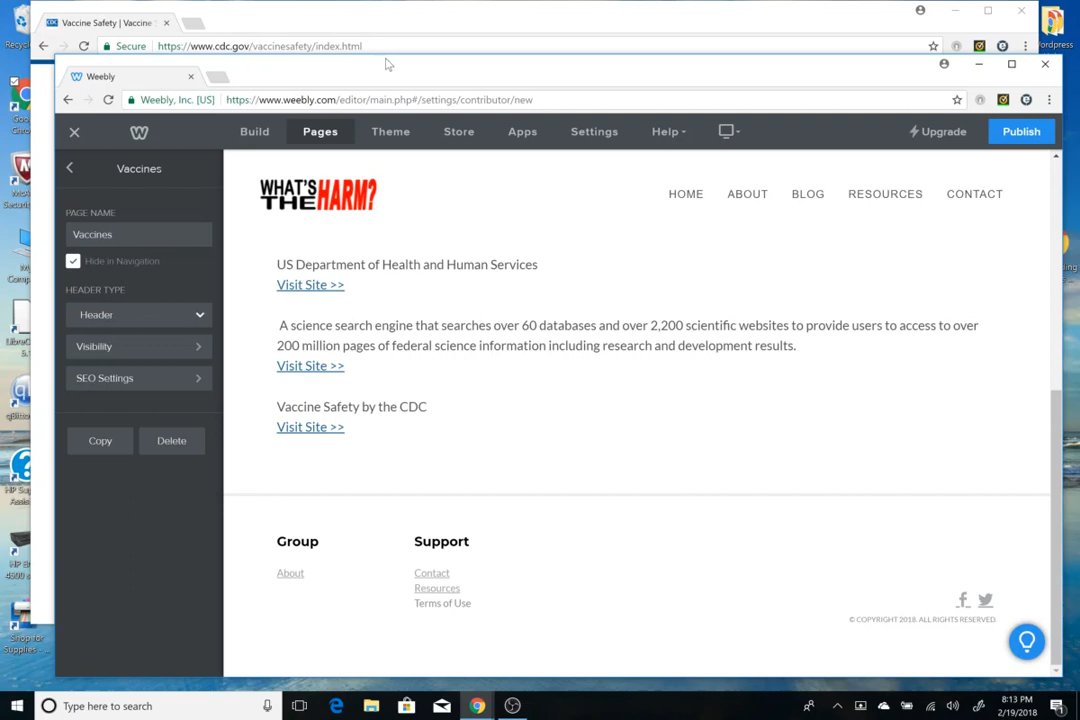 Vaccine Safety | Vaccine S
Secure
https://www.cdc.gov/vaccinesafety/index.html
Weebly
Weebly, Inc. [US]
https://www.weebly.com/editor/main.php#/settings/contributor/new
Build
Pages
Theme
Store
Apps
Settings
Help
Upgrade
Publish
Vaccines
PAGE NAME
Vaccines
Hide in Navigation
HEADER TYPE
Header
Visibility
SEO Settings
Copy
Delete
WHAT'S
THE HARM?
HOME
ABOUT
BLOG
RESOURCES
CONTACT
US Department of Health and Human Services
Visit Site >>
A science search engine that searches over 60 databases and over 2,200 scientific websites to provide users to access to over
200 million pages of federal science information including research and development results.
Visit Site >>
Vaccine Safety by the CDC
Visit Site >>
Group
About
Support
Contact
Resources
Terms of Use
© COPYRIGHT 2018. ALL RIGHTS RESERVED.
Shop for
Supplies - ...
Type here to search
8:13 PM
2/19/2018